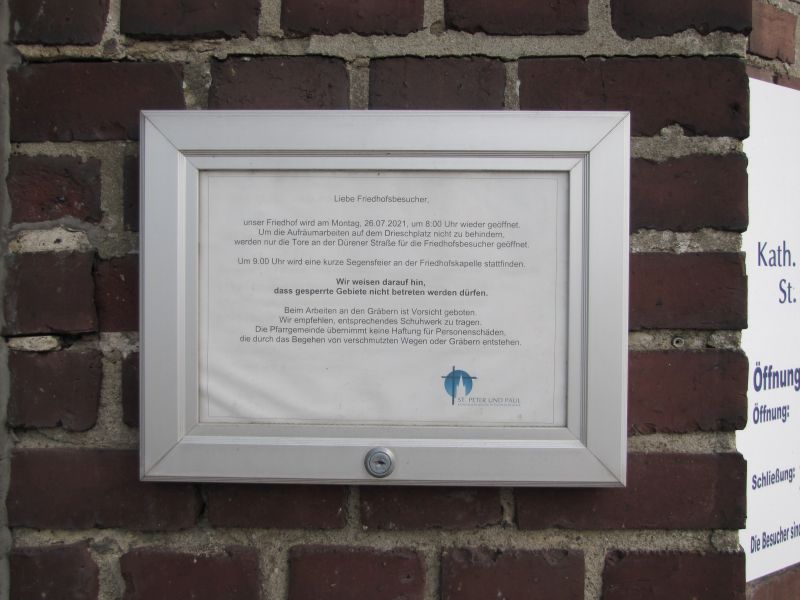 Liebe Friedhofsbesucher,
unser Friedhof wird am Montag, 26.07.2021, um 8:00 Uhr wieder geöffnet.
Um die Aufräumarbeiten auf dem Drieschplatz nicht zu behindern,
werden nur die Tore an der Dürener Straße für die Friedhofsbesucher geöffnet.
Um 9:00 Uhr wird eine kurze Segensfeier an der Friedhofskapelle stattfinden.
Wir weisen darauf hin,
dass gesperrte Gebiete nicht betreten werden dürfen.
Beim Arbeiten an den Gräbern ist Vorsicht geboten.
Wir empfehlen, entsprechendes Schuhwerk zu tragen.
Die Pfarrgemeinde übernimmt keine Haftung für Personenschäden,
die durch das Begehen von verschmutzten Wegen oder Gräbern entstehen.
ST. PETER UND PAUL
Kath.
St.
Öffnung
Öffnung:
Schließung:
Die Besucher sind